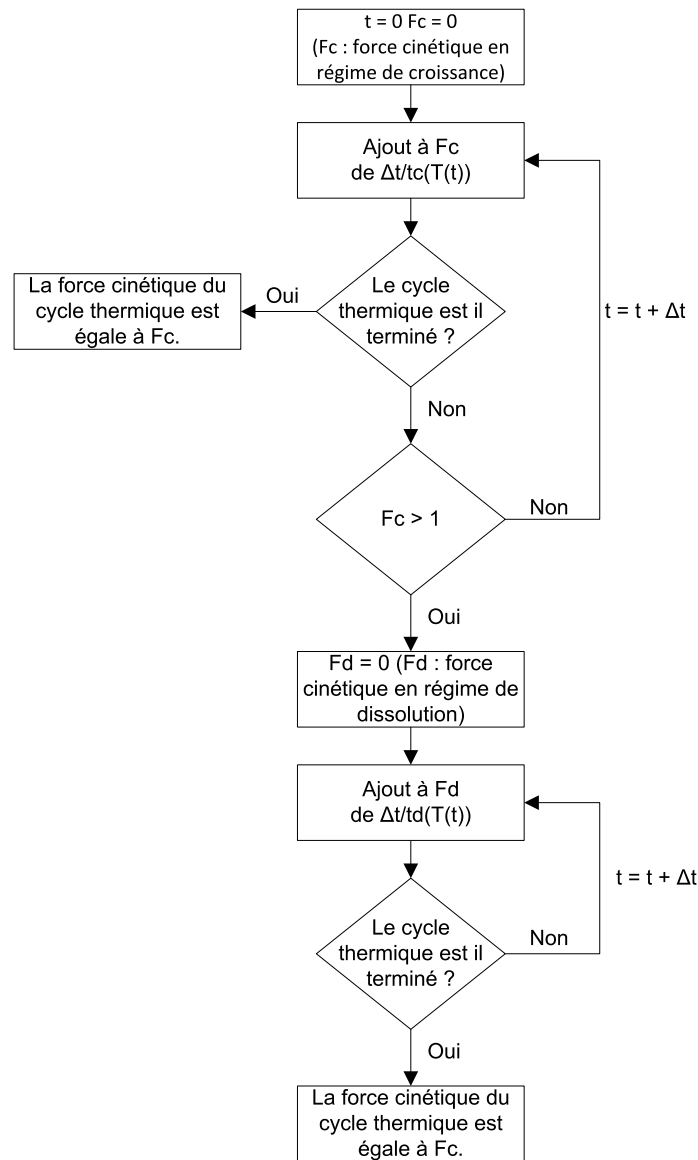 t = 0 Fc = 0
(Fc : force cinétique en
régime de croissance)
Ajout à Fc
de Δt/tc(T(t))
Le cycle
thermique est il
terminé ?
Oui
La force cinétique du
cycle thermique est
égale à Fc.
t = t + Δt
Non
Fc > 1
Non
Oui
Fd = 0 (Fd : force
cinétique en régime de
dissolution)
Ajout à Fd
de Δt/td(T(t))
t = t + Δt
Le cycle
thermique est il
terminé ?
Non
Oui
La force cinétique du
cycle thermique est
égale à Fc.